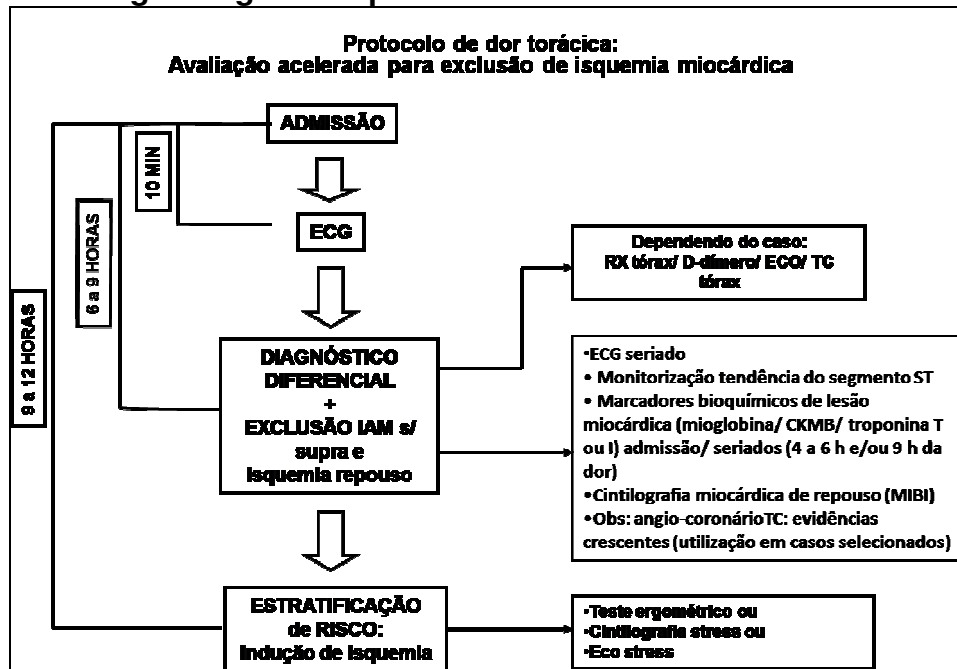 Protocolo de dor torácica:
Avaliação acelerada para exclusão de isquemia miocárdica
ADMISSÃO
10 MIN
ECG
6 a 9 HORAS
9 a 12 HORAS
Dependendo do caso:
RX tórax/ D-dímero/ ECO/ TC
tórax
DIAGNÓSTICO
DIFERENCIAL
+
EXCLUSÃO IAM s/
supra e
isquemia repouso
•ECG seriado
• Monitorização tendência do segmento ST
• Marcadores bioquímicos de lesão
miocárdica (mioglobina/ CKMB/ troponina T
ou I) admissão/ seriados (4 a 6 h e/ou 9 h da
dor)
•Cintilografia miocárdica de repouso (MIBI)
•Obs: angio-coronárioTC: evidências
crescentes (utilização em casos selecionados)
ESTRATIFICAÇÃO
de RISCO:
Indução de isquemia
•Teste ergométrico ou
•Cintilografia stress ou
•Eco stress